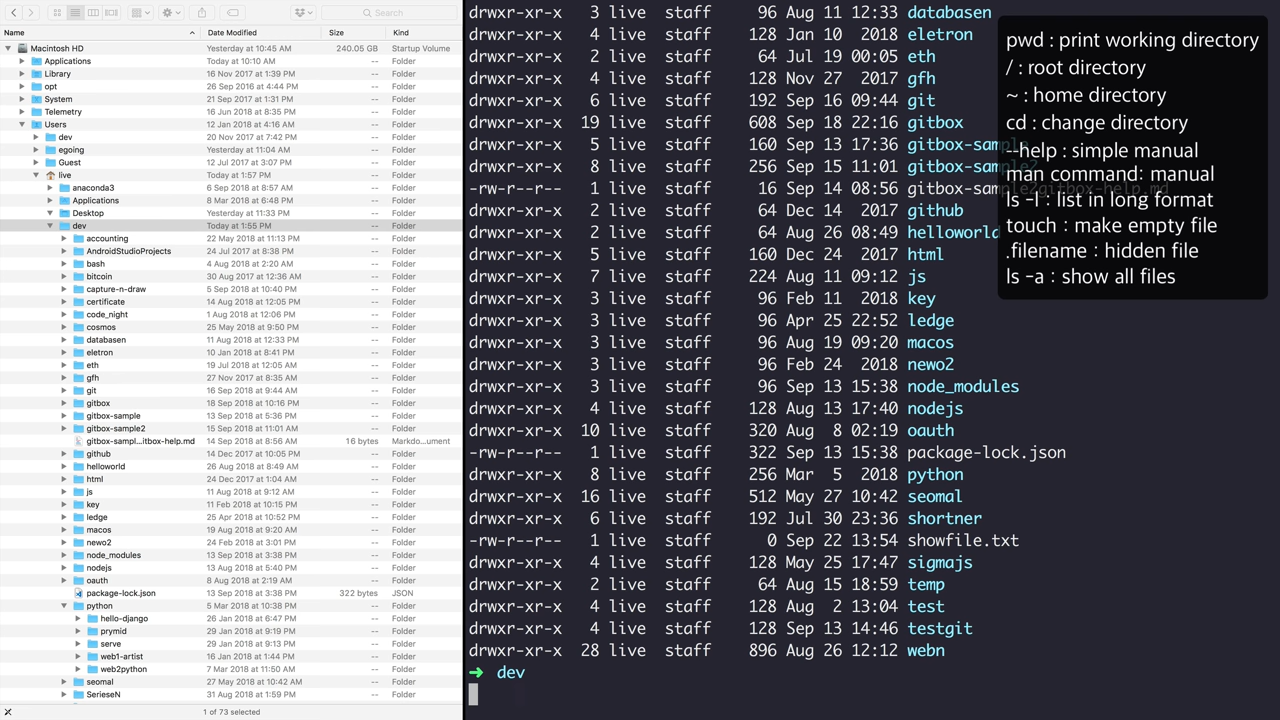 Search
Name Date Modified Size Kind
Macintosh HD Yesterday at 10:45 AM 240.05 GB Startup Volume
Applications Today at 10:10 AM -- Folder
Library 16 Nov 2017 at 1:39 PM -- Folder
opt 26 Sep 2016 at 4:44 PM -- Folder
System 21 Sep 2017 at 1:31 PM -- Folder
Telemetry 16 Jun 2018 at 8:35 PM -- Folder
Users 12 Jan 2018 at 4:16 AM -- Folder
dev 20 Nov 2017 at 7:42 PM -- Folder
egoing Yesterday at 11:04 AM -- Folder
Guest 12 Jul 2017 at 3:07 PM -- Folder
live Today at 1:57 PM -- Folder
anaconda3 6 Sep 2018 at 8:57 AM -- Folder
Applications 8 Mar 2018 at 6:48 PM -- Folder
Desktop Yesterday at 11:33 PM -- Folder
dev Today at 1:55 PM -- Folder
accounting 22 May 2018 at 11:13 PM -- Folder
AndroidStudioProjects 24 Jul 2017 at 8:38 PM -- Folder
bash 4 Aug 2018 at 2:20 AM -- Folder
bitcoin 30 Aug 2017 at 12:36 AM -- Folder
capture-n-draw 5 Sep 2018 at 10:40 PM -- Folder
certificate 14 Aug 2018 at 12:05 PM -- Folder
code_night 1 Aug 2018 at 12:06 PM -- Folder
cosmos 25 May 2018 at 9:50 PM -- Folder
databasen 11 Aug 2018 at 12:33 PM -- Folder
eletron 10 Jan 2018 at 8:41 PM -- Folder
eth 19 Jul 2018 at 12:05 AM -- Folder
gfh 27 Nov 2017 at 1:38 AM -- Folder
git 16 Sep 2018 at 9:44 AM -- Folder
gitbox 18 Sep 2018 at 10:16 PM -- Folder
gitbox-sample 13 Sep 2018 at 5:36 PM -- Folder
gitbox-sample2 15 Sep 2018 at 11:01 AM -- Folder
gitbox-sampl...itbox-help.md 14 Sep 2018 at 8:56 AM 16 bytes Markdo...ument
github 14 Dec 2017 at 10:05 PM -- Folder
helloworld 26 Aug 2018 at 8:49 AM -- Folder
html 24 Dec 2017 at 1:04 AM -- Folder
js 11 Aug 2018 at 9:12 AM -- Folder
key 11 Feb 2018 at 10:15 PM -- Folder
ledge 25 Apr 2018 at 10:52 PM -- Folder
macos 19 Aug 2018 at 9:20 AM -- Folder
newo2 24 Feb 2018 at 3:01 PM -- Folder
node_modules 13 Sep 2018 at 3:38 PM -- Folder
nodejs 13 Aug 2018 at 5:40 PM -- Folder
oauth 8 Aug 2018 at 2:19 AM -- Folder
package-lock.json 13 Sep 2018 at 3:38 PM 322 bytes JSON
python 5 Mar 2018 at 10:38 PM -- Folder
hello-django 26 Jan 2018 at 6:47 PM -- Folder
prymid 29 Jan 2018 at 9:19 PM -- Folder
serve 29 Jan 2018 at 9:13 PM -- Folder
web1-artist 16 Jan 2018 at 1:44 PM -- Folder
web2python 7 Mar 2018 at 11:50 AM -- Folder
seomal 27 May 2018 at 10:42 AM -- Folder
SerieseN 31 Aug 2018 at 1:59 PM -- Folder
1 of 73 selected
drwxr-xr-x 3 live staff 96 Aug 11 12:33 databasen
drwxr-xr-x 4 live staff 128 Jan 10 2018 eletron
drwxr-xr-x 2 live staff 64 Jul 19 00:05 eth
drwxr-xr-x 4 live staff 128 Nov 27 2017 gfh
drwxr-xr-x 6 live staff 192 Sep 16 09:44 git
drwxr-xr-x 19 live staff 608 Sep 18 22:16 gitbox
drwxr-xr-x 5 live staff 160 Sep 13 17:36 gitbox-sample
drwxr-xr-x 8 live staff 256 Sep 15 11:01 gitbox-sample2
-rw-r--r-- 1 live staff 16 Sep 14 08:56 gitbox-sample2gitbox-help.md
drwxr-xr-x 2 live staff 64 Dec 14 2017 github
drwxr-xr-x 2 live staff 64 Aug 26 08:49 helloworld
drwxr-xr-x 5 live staff 160 Dec 24 2017 html
drwxr-xr-x 7 live staff 224 Aug 11 09:12 js
drwxr-xr-x 3 live staff 96 Feb 11 2018 key
drwxr-xr-x 3 live staff 96 Apr 25 22:52 ledge
drwxr-xr-x 3 live staff 96 Aug 19 09:20 macos
drwxr-xr-x 3 live staff 96 Feb 24 2018 newo2
drwxr-xr-x 3 live staff 96 Sep 13 15:38 node_modules
drwxr-xr-x 4 live staff 128 Aug 13 17:40 nodejs
drwxr-xr-x 10 live staff 320 Aug 8 02:19 oauth
-rw-r--r-- 1 live staff 322 Sep 13 15:38 package-lock.json
drwxr-xr-x 8 live staff 256 Mar 5 2018 python
drwxr-xr-x 16 live staff 512 May 27 10:42 seomal
drwxr-xr-x 6 live staff 192 Jul 30 23:36 shortner
-rw-r--r-- 1 live staff 0 Sep 22 13:54 showfile.txt
drwxr-xr-x 4 live staff 128 May 25 17:47 sigmajs
drwxr-xr-x 2 live staff 64 Aug 15 18:59 temp
drwxr-xr-x 4 live staff 128 Aug 2 13:04 test
drwxr-xr-x 4 live staff 128 Sep 13 14:46 testgit
drwxr-xr-x 28 live staff 896 Aug 26 12:12 webn
➜ dev
pwd : print working directory
/ : root directory
~ : home directory
cd : change directory
--help : simple manual
man command: manual
ls -l : list in long format
touch : make empty file
.filename : hidden file
ls -a : show all files